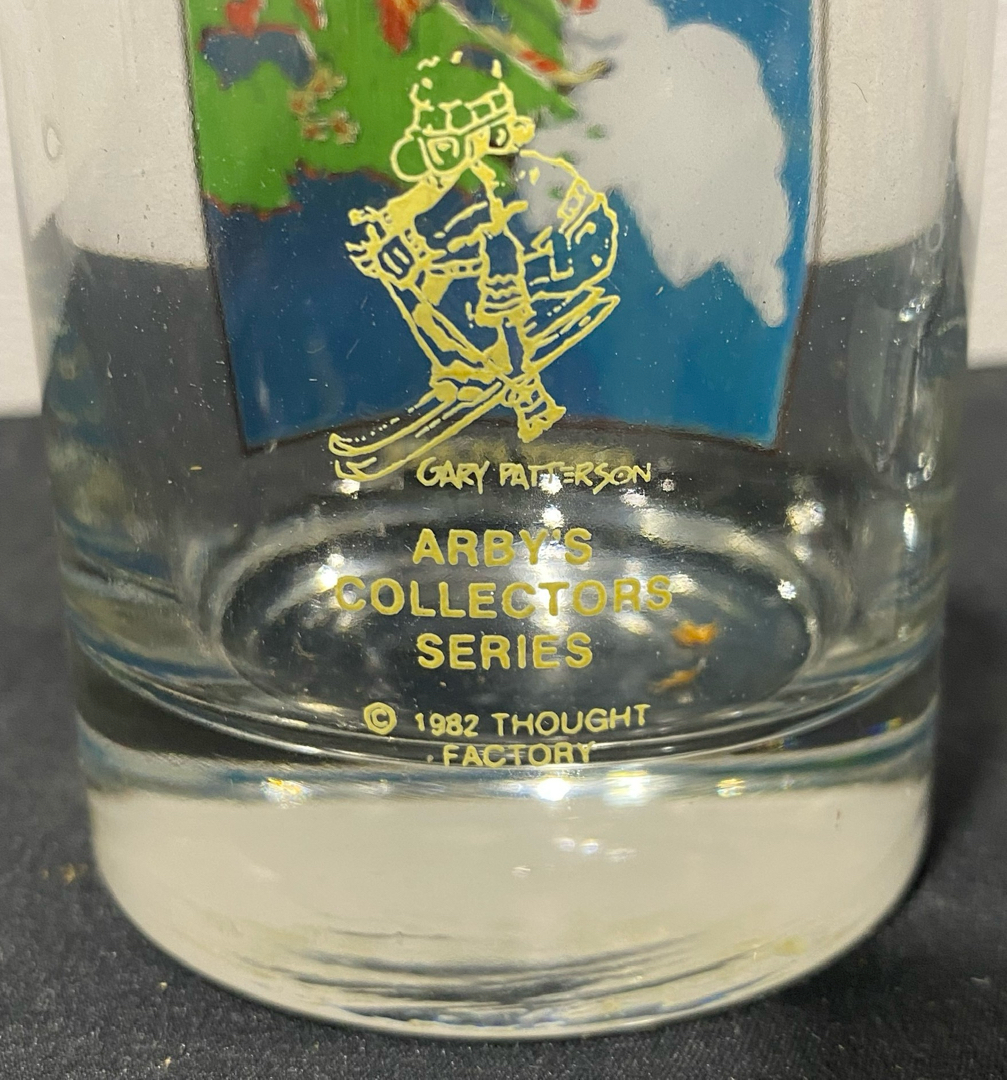 GARY PATTERSON
ARBY'S
COLLECTORS
SERIES
© 1982 THOUGHT
FACTORY